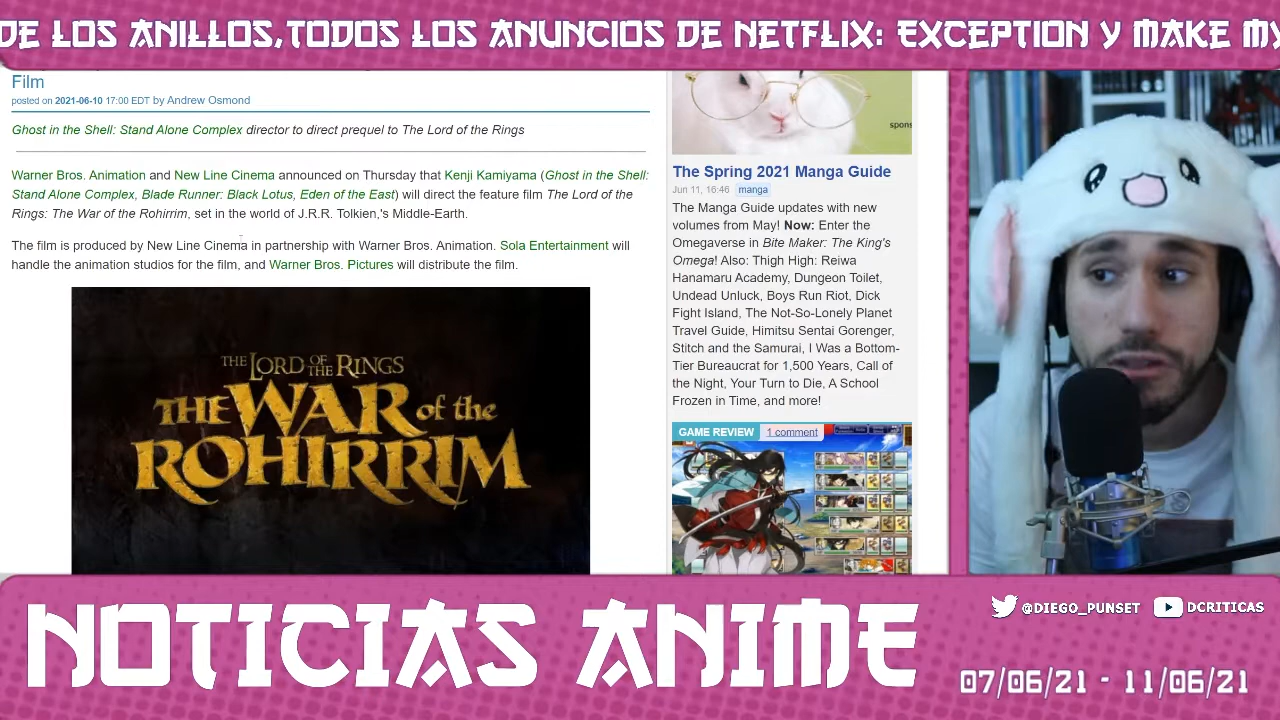 DE LOS ANILLOS,TODOS LOS ANUNCIOS DE NETFLIX: EXCEPTION Y MAKE MY
Film
posted on 2021-06-10 17:00 EDT by Andrew Osmond
Ghost in the Shell: Stand Alone Complex director to direct prequel to The Lord of the Rings
Warner Bros. Animation and New Line Cinema announced on Thursday that Kenji Kamiyama (Ghost in the Shell:
Stand Alone Complex, Blade Runner: Black Lotus, Eden of the East) will direct the feature film The Lord of the
Rings: The War of the Rohirrim, set in the world of J.R.R. Tolkien,'s Middle-Earth.
The film is produced by New Line Cinema in partnership with Warner Bros. Animation. Sola Entertainment will
handle the animation studios for the film, and Warner Bros. Pictures will distribute the film.
THE LORD OF THE RINGS
THE WAR of the
ROHIRRIM
spons
The Spring 2021 Manga Guide
Jun 11, 16:46 manga
The Manga Guide updates with new
volumes from May! Now: Enter the
Omegaverse in Bite Maker: The King's
Omega! Also: Thigh High: Reiwa
Hanamaru Academy, Dungeon Toilet,
Undead Unluck, Boys Run Riot, Dick
Fight Island, The Not-So-Lonely Planet
Travel Guide, Himitsu Sentai Gorenger,
Stitch and the Samurai, I Was a Bottom-
Tier Bureaucrat for 1,500 Years, Call of
the Night, Your Turn to Die, A School
Frozen in Time, and more!
GAME REVIEW 1 comment
NOTICIAS ANIME
@DIEGO_PUNSET DCRITICAS
07/06/21 - 11/06/21